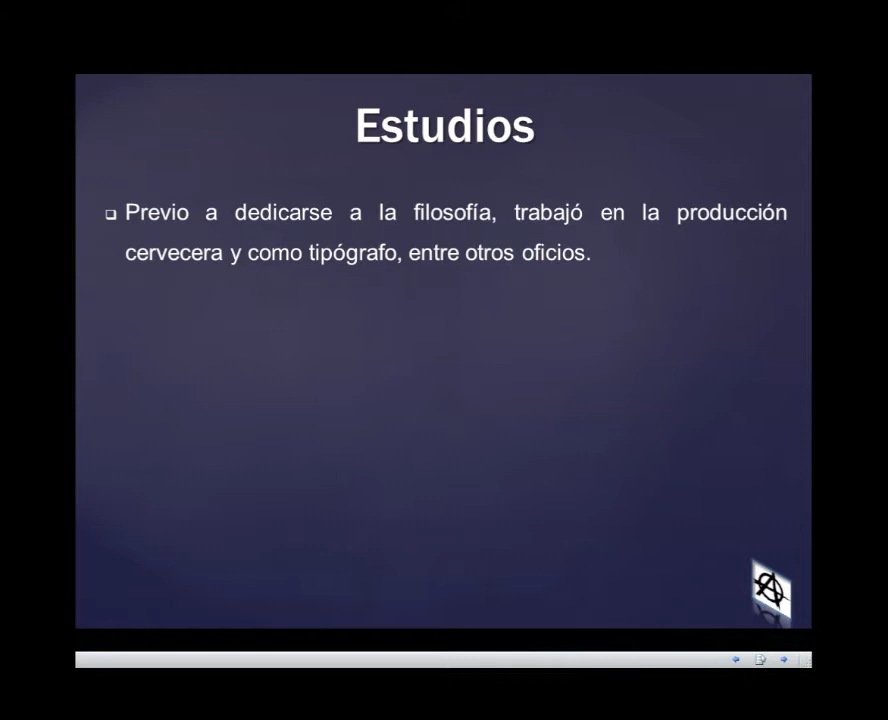 Estudios
Previo a dedicarse a la filosofía, trabajó en la producción
cervecera y como tipógrafo, entre otros oficios.